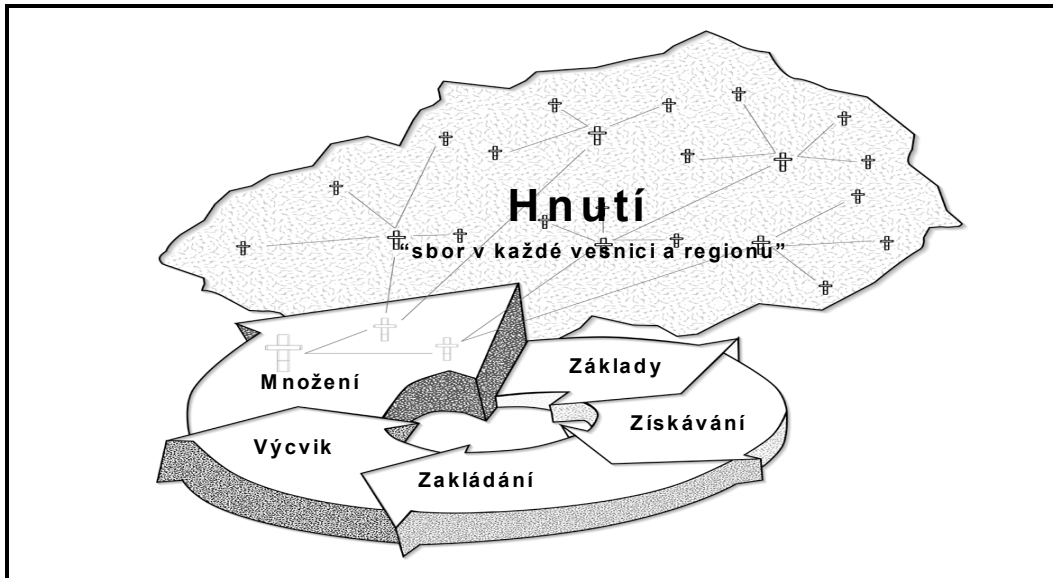 Hnutí
“sbor v každé vesnici a regionu”
Množení
Základy
Získávání
Výcvik
Zakládání